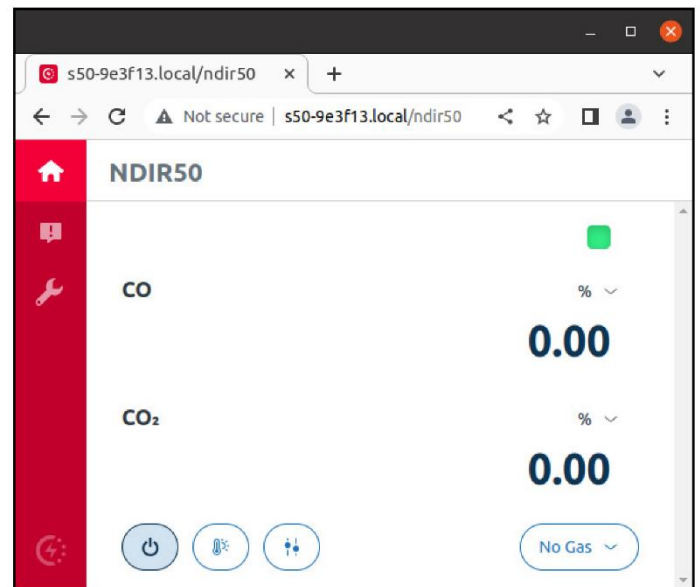 s50-9e3f13.local/ndir50
Not secure s50-9e3f13.local/ndir50
NDIR50
CO %
0.00
CO₂ %
0.00
No Gas